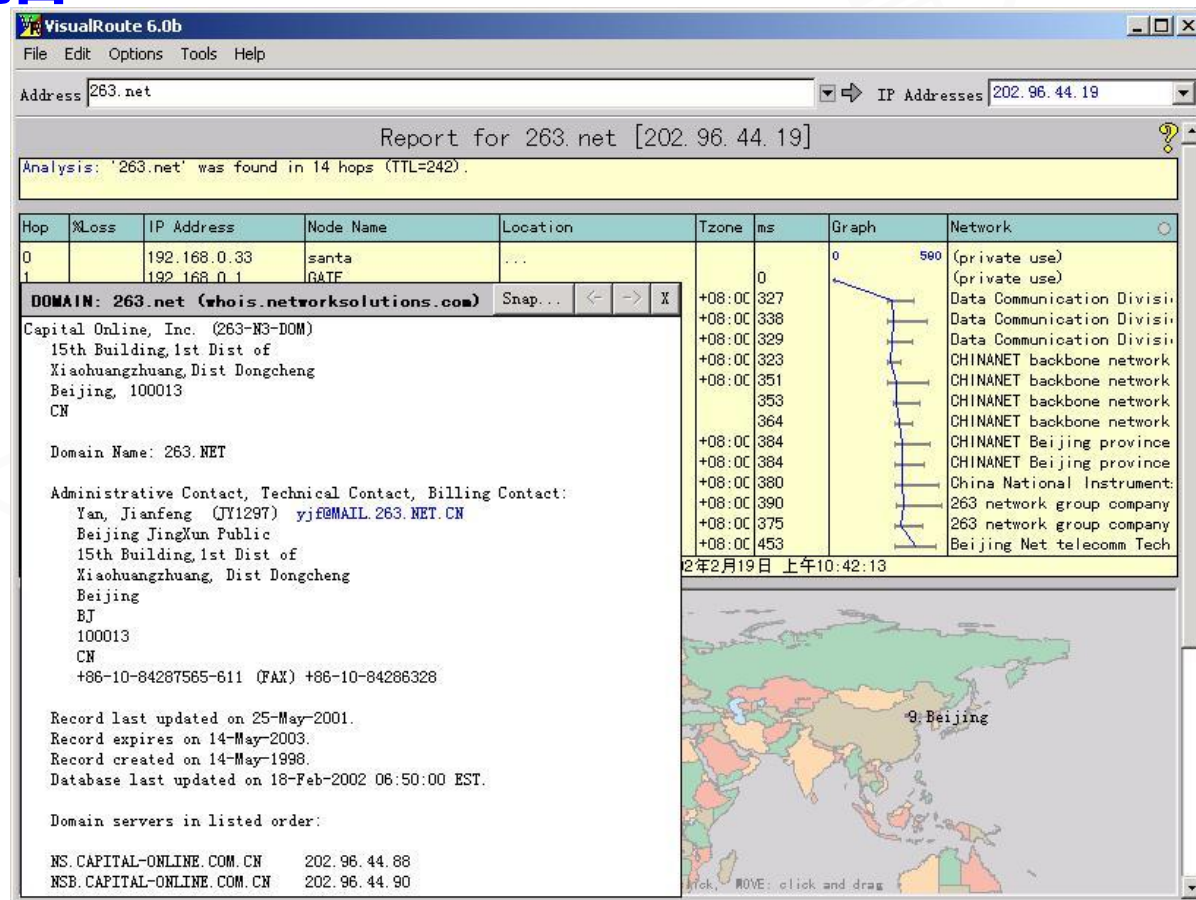 VisualRoute 6.0b
File Edit Options Tools Help
Address 263.net IP Addresses 202.96.44.19
Report for 263.net [202.96.44.19]
Analysis: '263.net' was found in 14 hops (TTL=242).
Hop %Loss IP Address Node Name Location Tzone ms Graph Network
0 192.168.0.33 santa ... 0 500 (private use)
1 192.168.0.1 GATE 0 (private use)
+08:00 327 Data Communication Divisi
+08:00 338 Data Communication Divisi
+08:00 329 Data Communication Divisi
+08:00 323 CHINANET backbone network
+08:00 351 CHINANET backbone network
353 CHINANET backbone network
364 CHINANET backbone network
+08:00 384 CHINANET Beijing province
+08:00 384 CHINANET Beijing province
+08:00 380 China National Instrument
+08:00 390 263 network group company
+08:00 375 263 network group company
+08:00 453 Beijing Net telecomm Tech
2年2月19日 上午10:42:13
DOMAIN: 263.net (whois.networksolutions.com) Snap... <- -> X
Capital Online, Inc. (263-N3-DOM)
15th Building,1st Dist of
Xiaohuangzhuang,Dist Dongcheng
Beijing, 100013
CN
Domain Name: 263.NET
Administrative Contact, Technical Contact, Billing Contact:
Yan, Jianfeng (JY1297) yjf@MAIL.263.NET.CN
Beijing JingXun Public
15th Building,1st Dist of
Xiaohuangzhuang, Dist Dongcheng
Beijing
BJ
100013
CN
+86-10-84287565-611 (FAX) +86-10-84286328
Record last updated on 25-May-2001.
Record expires on 14-May-2003.
Record created on 14-May-1998.
Database last updated on 18-Feb-2002 06:50:00 EST.
Domain servers in listed order:
NS.CAPITAL-ONLINE.COM.CN 202.96.44.88
NSB.CAPITAL-ONLINE.COM.CN 202.96.44.90
9.Beijing
MOVE: click and drag